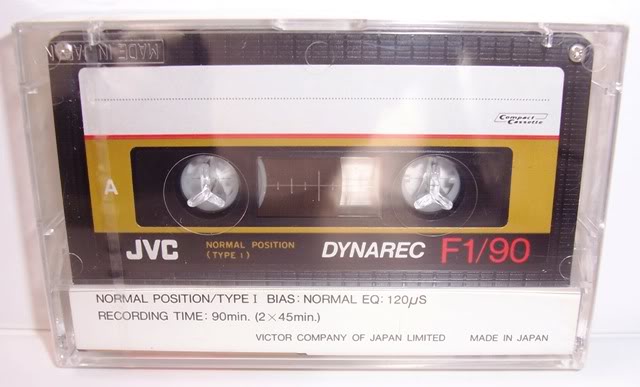 MADE IN JAPAN
Compact
Cassette
A
JVC NORMAL POSITION DYNAREC F1/90
(TYPE I)
NORMAL POSITION/TYPE I BIAS: NORMAL EQ: 120μS
RECORDING TIME: 90min. (2×45min.)
VICTOR COMPANY OF JAPAN LIMITED MADE IN JAPAN